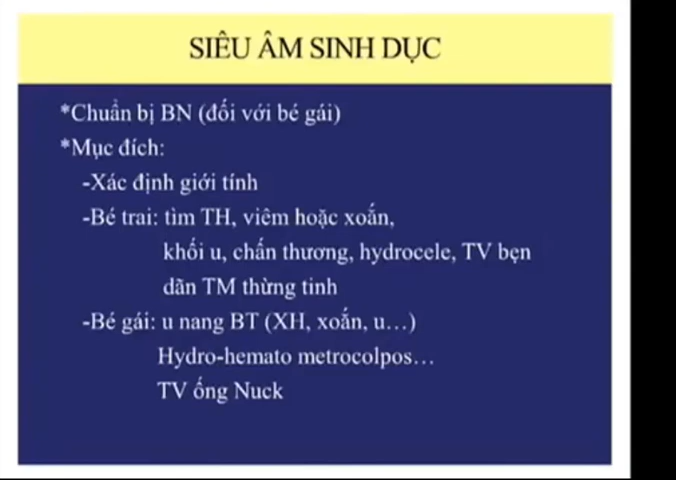 SIÊU ÂM SINH DỤC
*Chuẩn bị BN (đối với bé gái)
*Mục đích:
-Xác định giới tính
-Bé trai: tìm TH, viêm hoặc xoắn,
khối u, chấn thương, hydrocele, TV bẹn
dãn TM thừng tinh
-Bé gái: u nang BT (XH, xoắn, u…)
Hydro-hemato metrocolpos…
TV ống Nuck